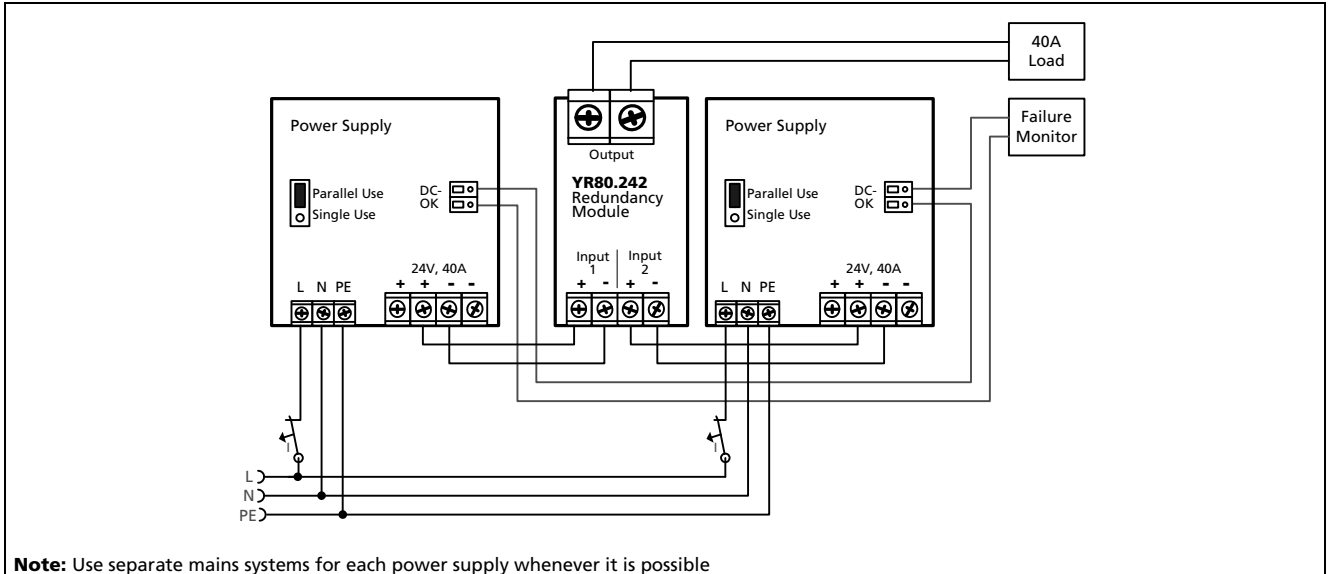 40A
Load
Failure
Monitor
Power Supply
Parallel Use
Single Use
DC-
OK
24V, 40A
+ + - -
L N PE
Output
YR80.242
Redundancy
Module
Input
1
Input
2
+ - + -
Power Supply
Parallel Use
Single Use
DC-
OK
24V, 40A
+ + - -
L N PE
I
I
L
N
PE
Note: Use separate mains systems for each power supply whenever it is possible